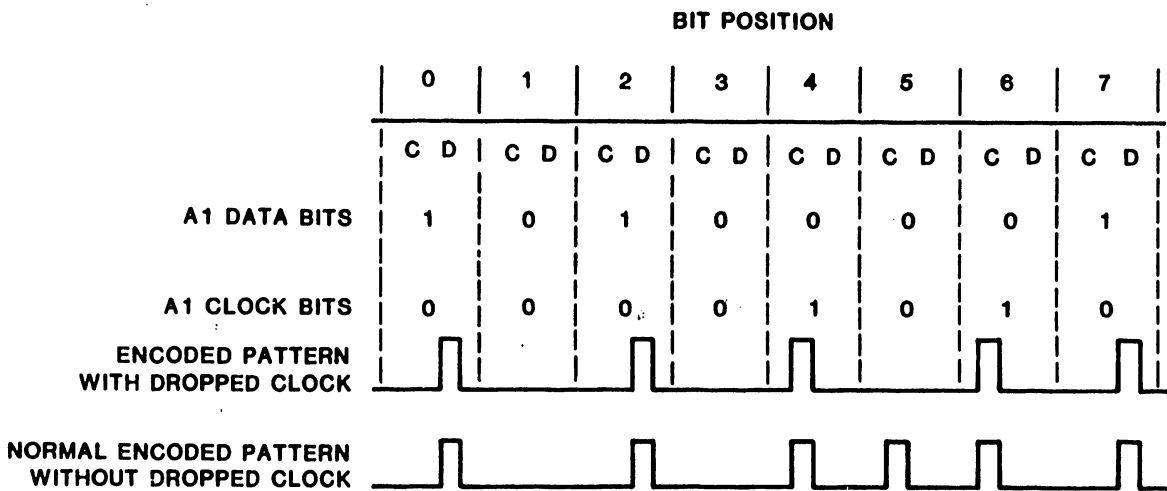 BIT POSITION
0 1 2 3 4 5 6 7
C D C D C D C D C D C D C D C D
A1 DATA BITS 1 0 1 0 0 0 0 1
A1 CLOCK BITS 0 0 0 0 1 0 1 0
ENCODED PATTERN
WITH DROPPED CLOCK
NORMAL ENCODED PATTERN
WITHOUT DROPPED CLOCK